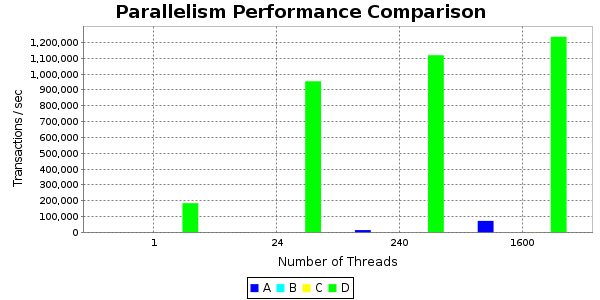 Parallelism Performance Comparison
1,200,000
1,100,000
1,000,000
900,000
800,000
700,000
600,000
500,000
400,000
300,000
200,000
100,000
0
Transactions / sec
1 24 240 1600
Number of Threads
A B C D